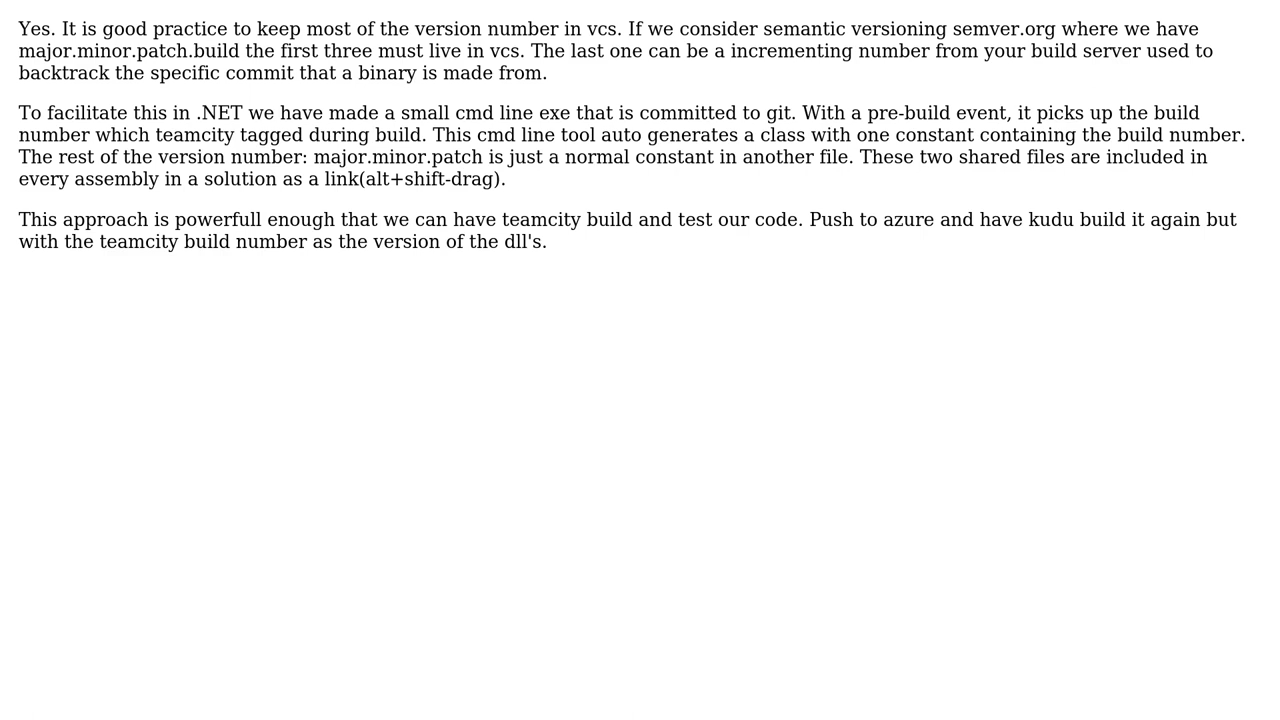 Yes. It is good practice to keep most of the version number in vcs. If we consider semantic versioning semver.org where we have
major.minor.patch.build the first three must live in vcs. The last one can be a incrementing number from your build server used to
backtrack the specific commit that a binary is made from.
To facilitate this in .NET we have made a small cmd line exe that is committed to git. With a pre-build event, it picks up the build
number which teamcity tagged during build. This cmd line tool auto generates a class with one constant containing the build number.
The rest of the version number: major.minor.patch is just a normal constant in another file. These two shared files are included in
every assembly in a solution as a link(alt+shift-drag).
This approach is powerfull enough that we can have teamcity build and test our code. Push to azure and have kudu build it again but
with the teamcity build number as the version of the dll's.